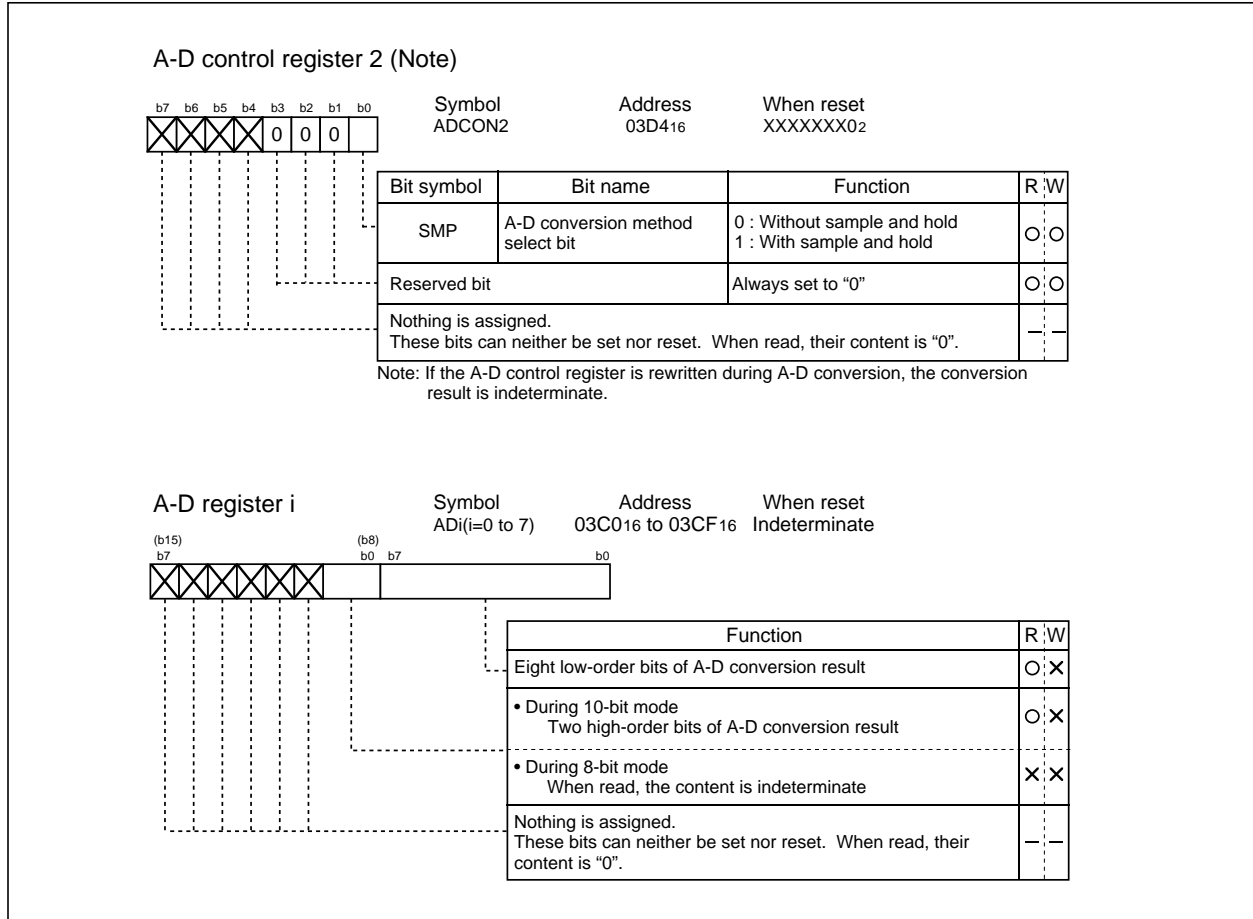 A-D control register 2 (Note)
Symbol Address When reset
ADCON2 03D416 XXXXXXX02
b7 b6 b5 b4 b3 b2 b1 b0
0 0 0
Bit symbol Bit name Function R W
SMP A-D conversion method select bit 0 : Without sample and hold
1 : With sample and hold
Reserved bit Always set to “0”
Nothing is assigned.
These bits can neither be set nor reset. When read, their content is “0”.
Note: If the A-D control register is rewritten during A-D conversion, the conversion
result is indeterminate.
A-D register i
Symbol Address When reset
ADi(i=0 to 7) 03C016 to 03CF16 Indeterminate
(b15) (b8)
b7 b0 b7 b0
Function R W
Eight low-order bits of A-D conversion result
• During 10-bit mode
Two high-order bits of A-D conversion result
• During 8-bit mode
When read, the content is indeterminate
Nothing is assigned.
These bits can neither be set nor reset. When read, their
content is “0”.